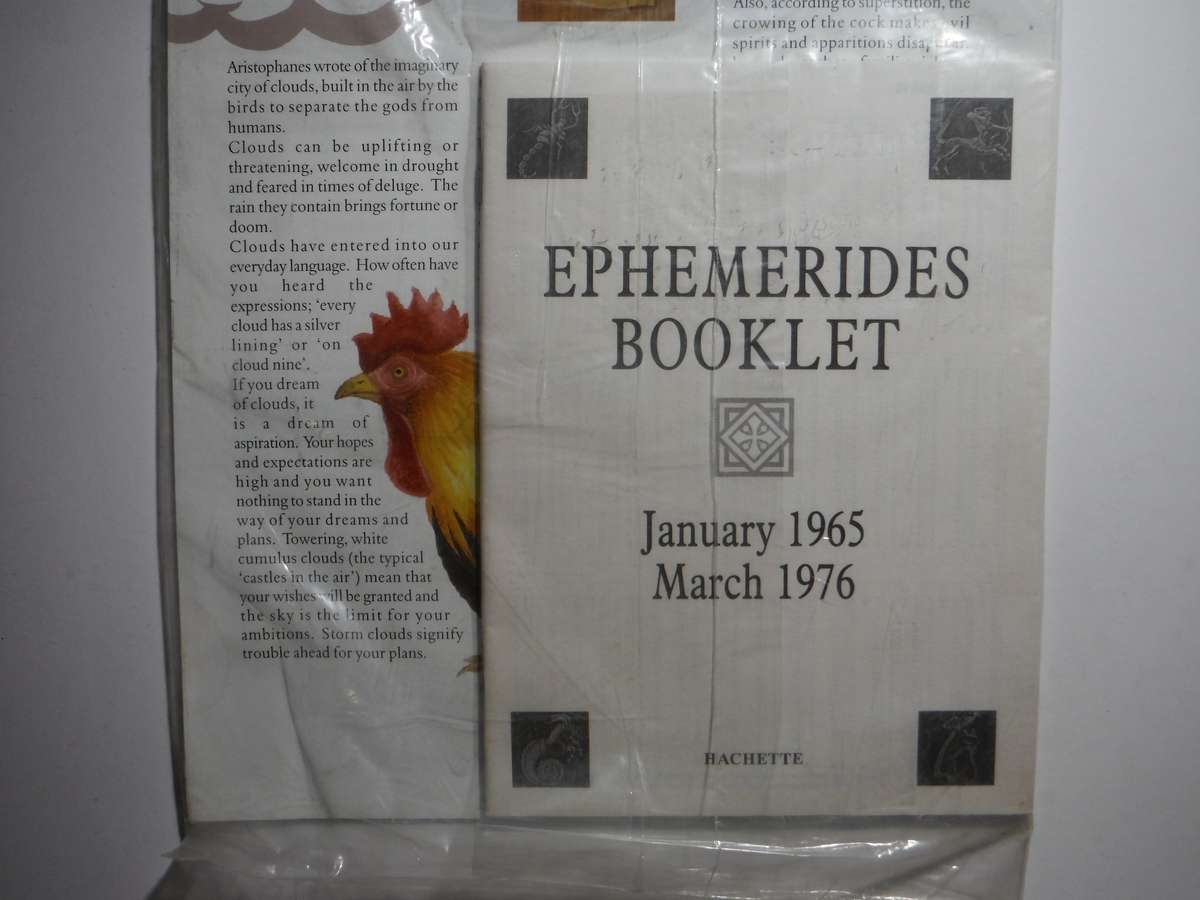 Aristophanes wrote of the imaginary
city of clouds, built in the air by the
birds to separate the gods from
humans.
Clouds can be uplifting or
threatening, welcome in drought
and feared in times of deluge. The
rain they contain brings fortune or
doom.
Clouds have entered into our
everyday language. How often have
you heard the
expressions; ‘every
cloud has a silver
lining’ or ‘on
cloud nine’.
If you dream
of clouds, it
is a dream of
aspiration. Your hopes
and expectations are
high and you want
nothing to stand in the
way of your dreams and
plans. Towering, white
cumulus clouds (the typical
‘castles in the air’) mean that
your wishes will be granted and
the sky is the limit for your
ambitions. Storm clouds signify
trouble ahead for your plans.
Also, according to superstition, the
crowing of the cock makes evil
spirits and apparitions disappear.
EPHEMERIDES
BOOKLET
January 1965
March 1976
HACHETTE